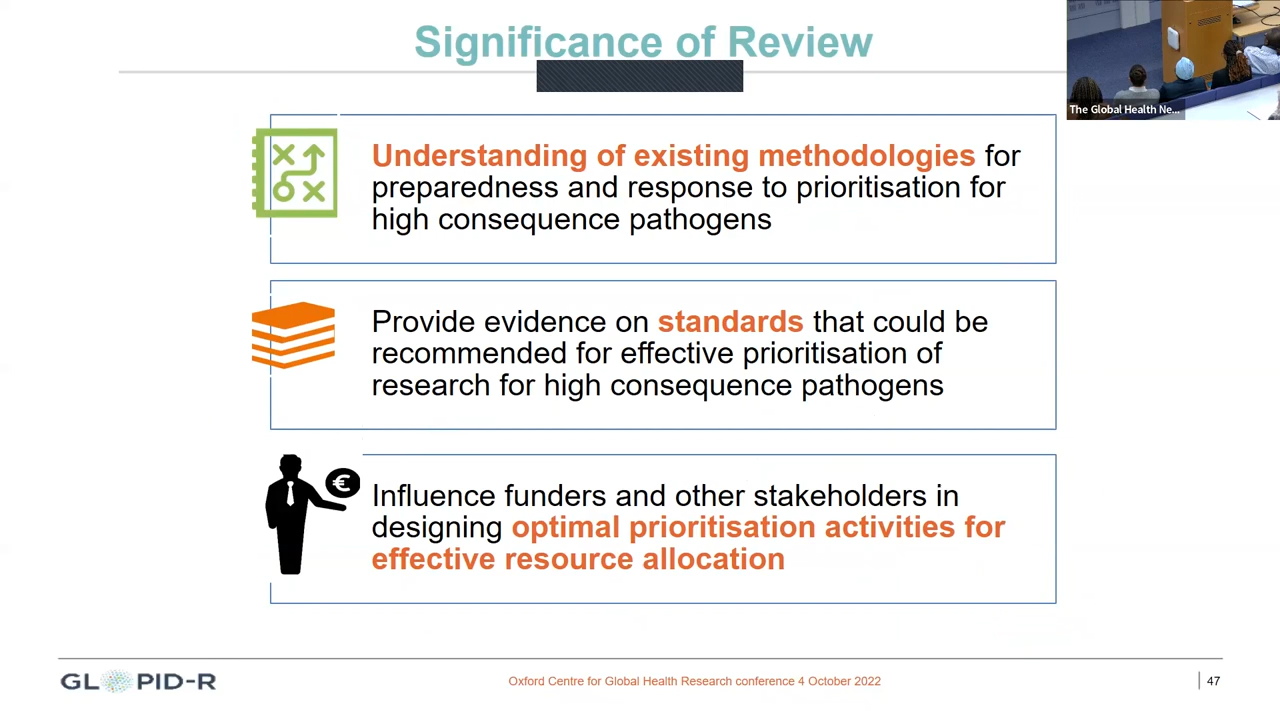 Significance of Review
The Global Health Ne...
Understanding of existing methodologies for
preparedness and response to prioritisation for
high consequence pathogens
Provide evidence on standards that could be
recommended for effective prioritisation of
research for high consequence pathogens
€
Influence funders and other stakeholders in
designing optimal prioritisation activities for
effective resource allocation
GLOPID-R
Oxford Centre for Global Health Research conference 4 October 2022
47